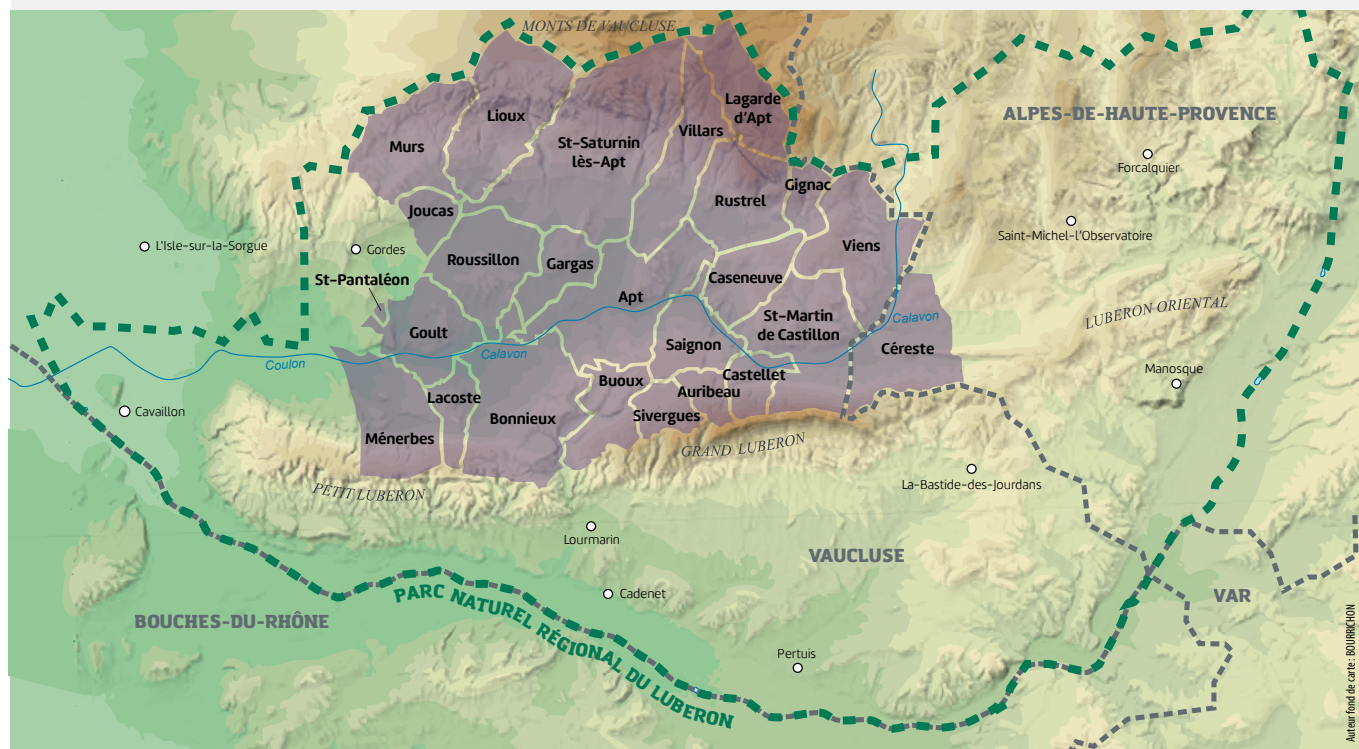 MONTS DE VAUCLUSE
Lagarde
d'Apt
Lioux
ALPES-DE-HAUTE-PROVENCE
Villars
Murs
St-Saturnin
lès-Apt
Forcalquier
Gignac
Rustrel
Joucas
Saint-Michel-l'Observatoire
L'Isle-sur-la-Sorgue
Gordes
Viens
Roussillon
Gargas
St-Pantaléon
Caseneuve
Apt
LUBERON ORIENTAL
St-Martin
de Castillon
Calavon
Goult
Saignon
Céreste
Calavon
Coulon
Manosque
Castellet
Buoux
Auribeau
Lacoste
Cavaillon
Sivergues
Bonnieux
Ménerbes
GRAND LUBERON
La-Bastide-des-Jourdans
PETIT LUBERON
Lourmarin
VAUCLUSE
Cadenet
VAR
BOUCHES-DU-RHÔNE
PARC NATUREL RÉGIONAL DU LUBERON
Pertuis
Auteur fond de carte : BOURRICHON